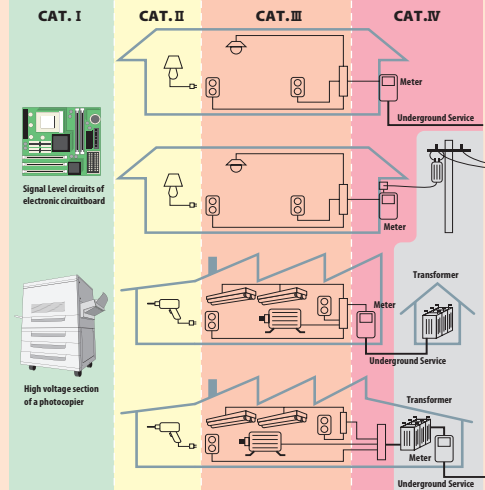 CAT. I
CAT. II
CAT. III
CAT. IV
Meter
Underground Service
Signal Level circuits of
electronic circuitboard
Meter
Transformer
Meter
Underground Service
High voltage section
of a photocopier
Transformer
Meter
Underground Service